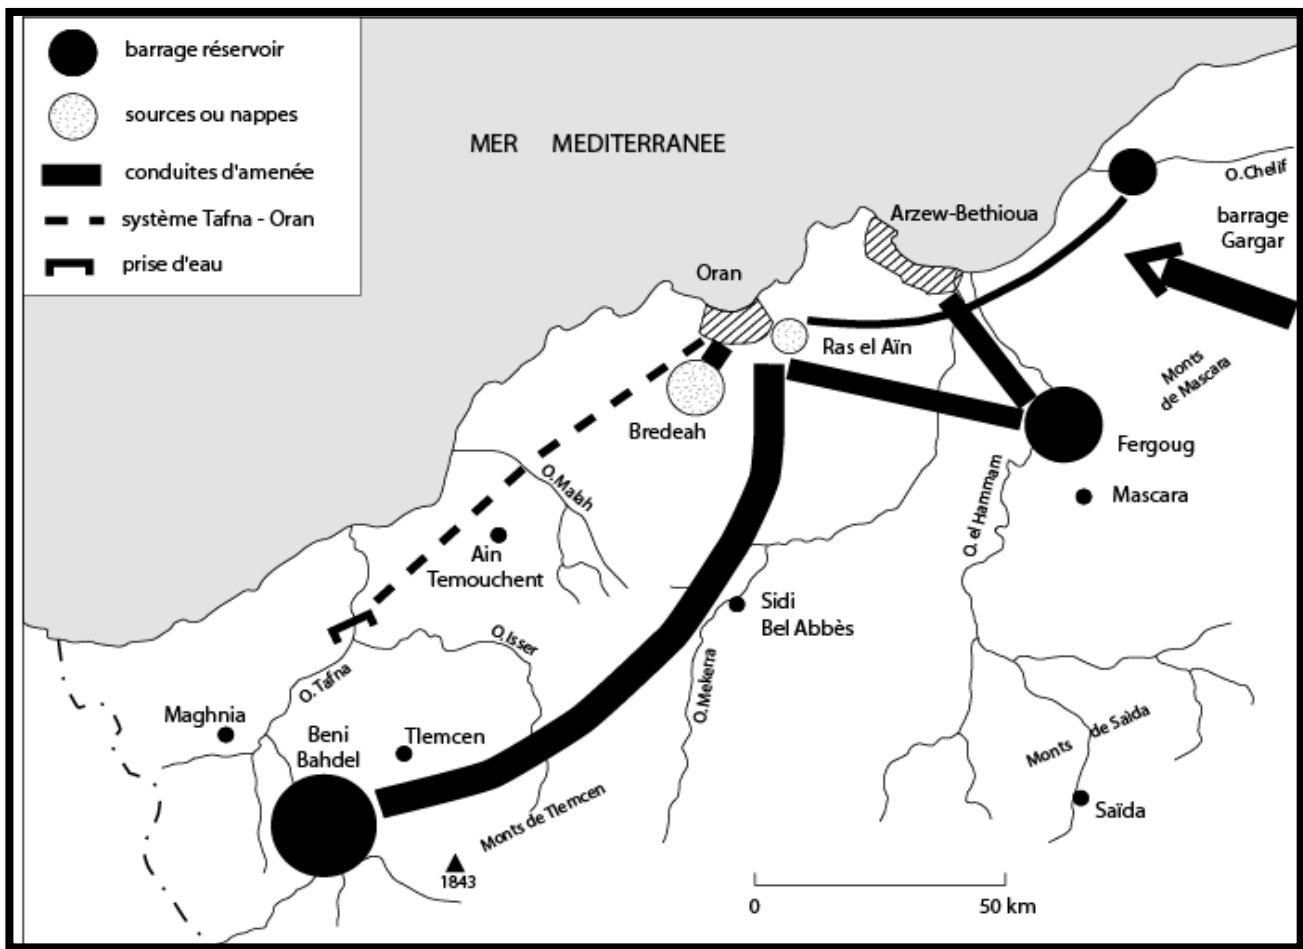 barrage réservoir
sources ou nappes
conduites d'amenée
système Tafna - Oran
prise d'eau
MER MEDITERRANEE
O. Chelif
barrage
Gargar
Arzew-Bethioua
Oran
Ras el Aïn
Monts
de Mascara
Bredeah
Fergoug
Mascara
O. el Hammam
O. Malah
Ain
Temouchent
Sidi
Bel Abbès
O. Isser
O. Tafna
O. Mekerra
Maghnia
Beni
Bahdel
Tlemcen
Monts de Saïda
Monts de Tlemcen
Saïda
1843
0 50 km